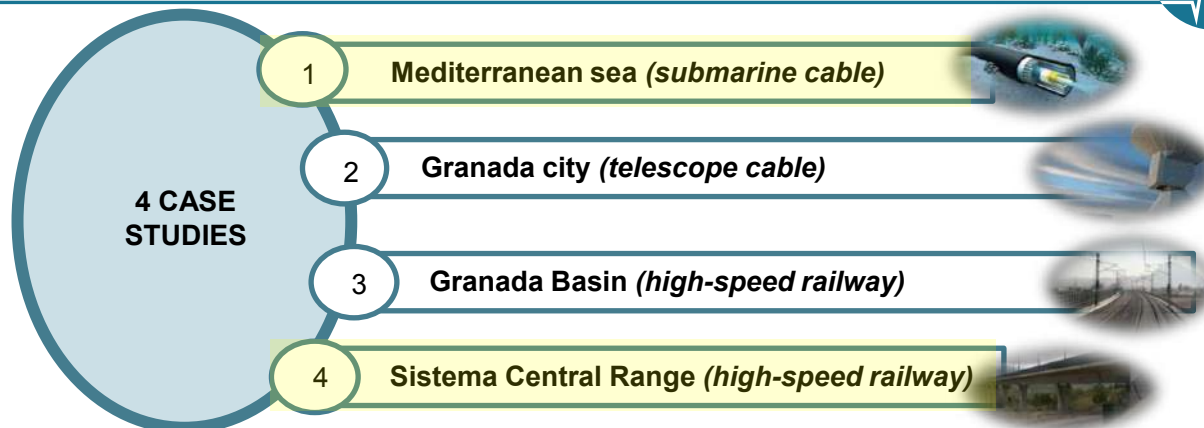 1
Mediterranean sea (submarine cable)
2
Granada city (telescope cable)
4 CASE
STUDIES
3
Granada Basin (high-speed railway)
4
Sistema Central Range (high-speed railway)